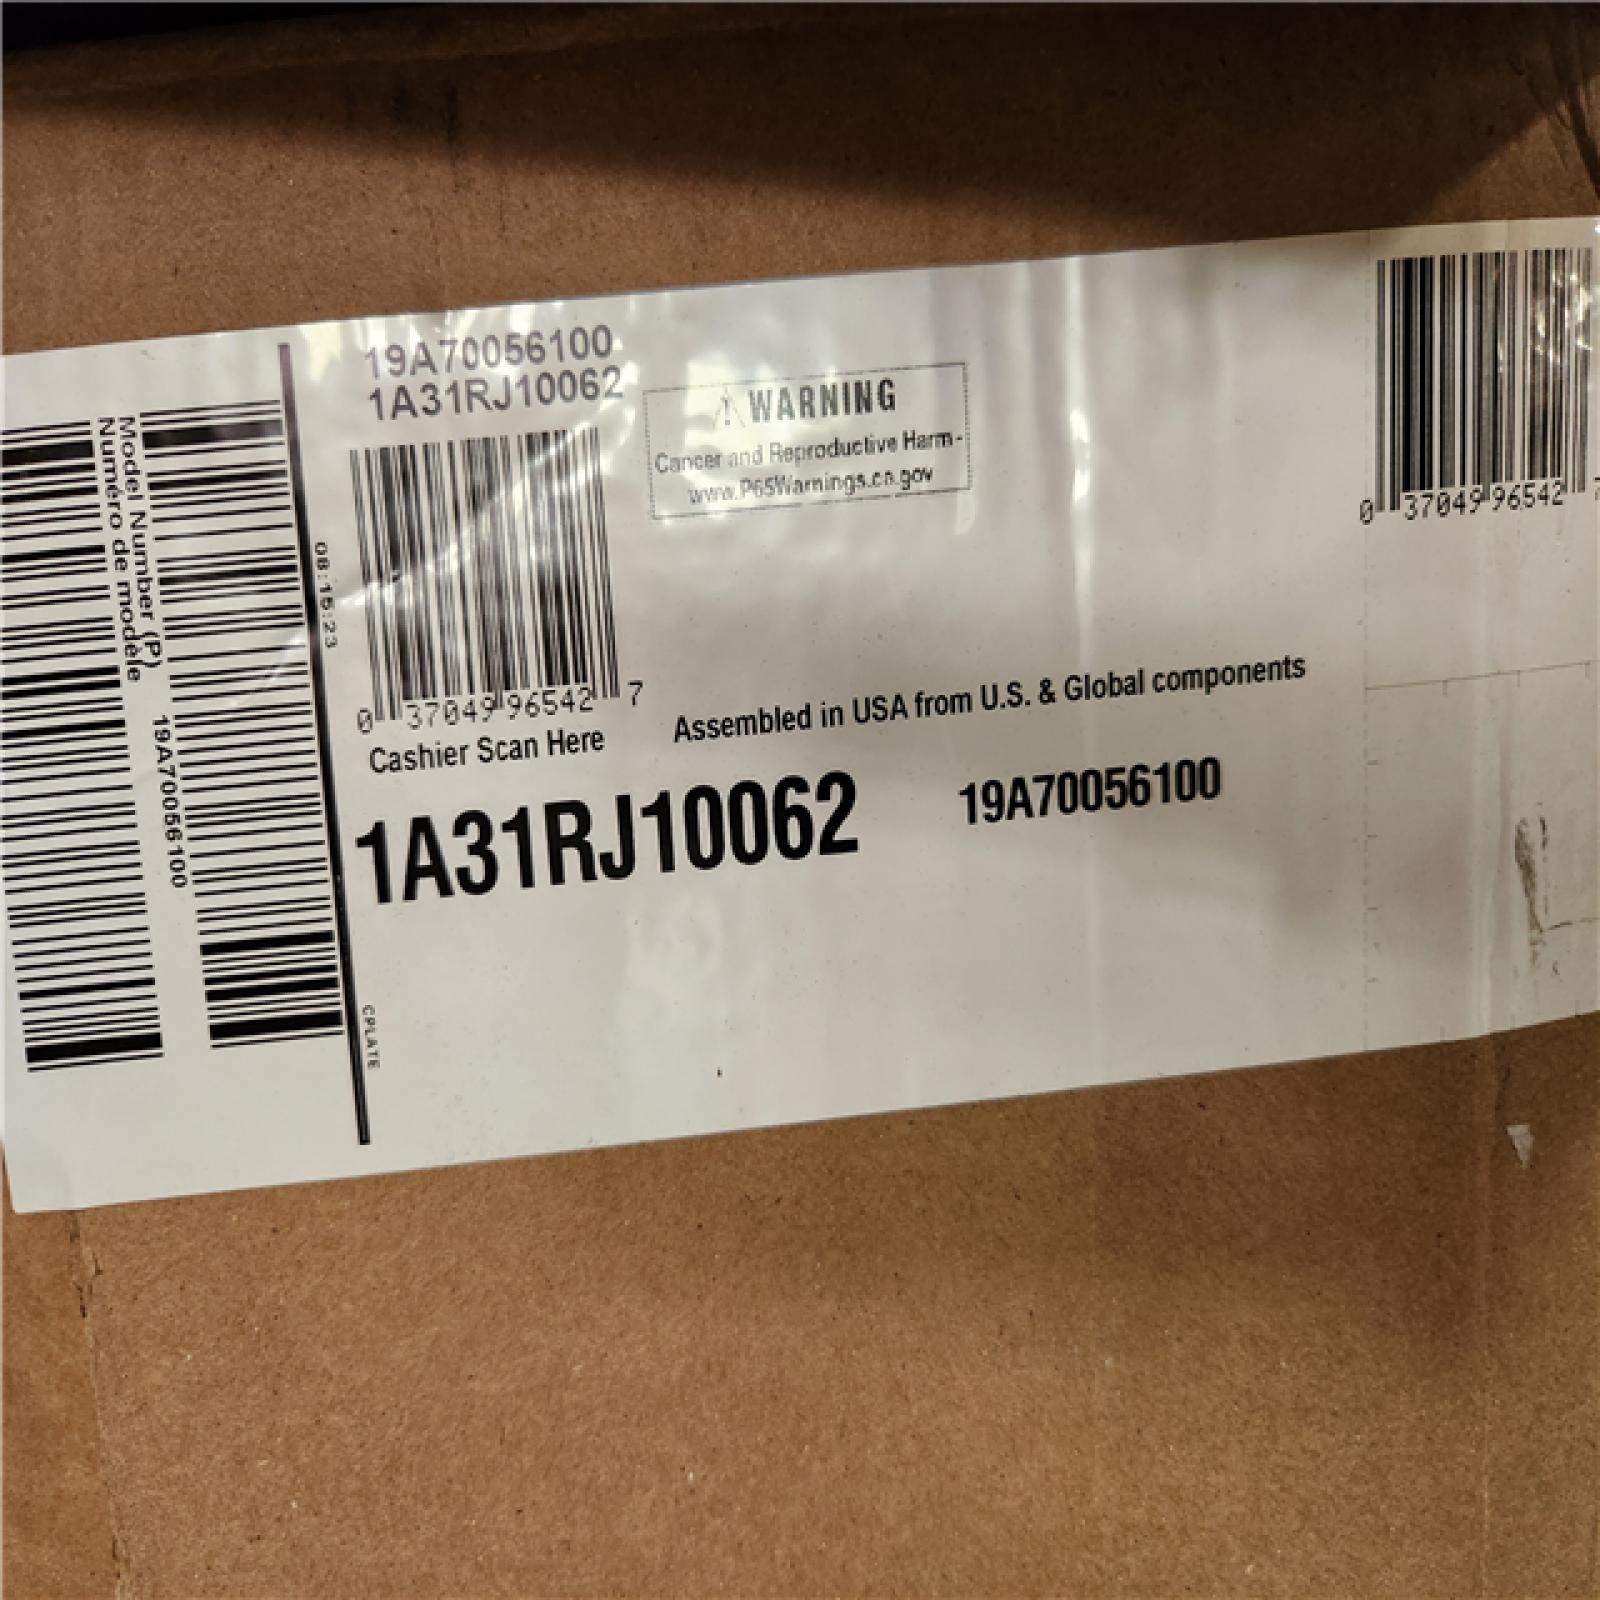 Model Number (P)
Numéro de modèle
19A70056100
08:15:23
CPLATE
19A70056100
1A31RJ10062
0 37049 96542 7
Cashier Scan Here
⚠ WARNING
Cancer and Reproductive Harm -
www.P65Warnings.ca.gov
Assembled in USA from U.S. & Global components
1A31RJ10062
19A70056100
0 37049 96542 7